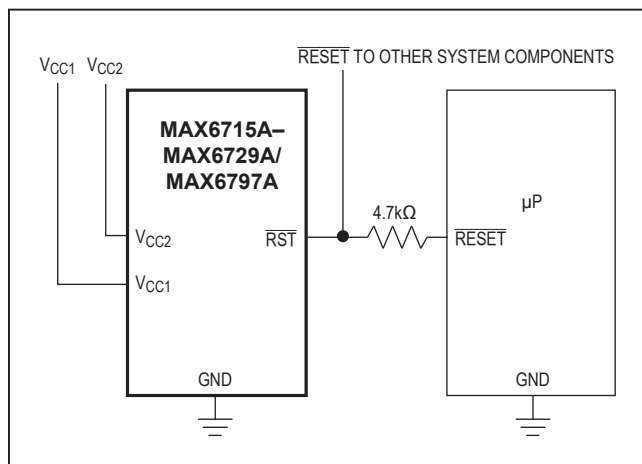 RESET TO OTHER SYSTEM COMPONENTS
VCC1 VCC2
MAX6715A–
MAX6729A/
MAX6797A
µP
4.7kΩ
VCC2
RST
RESET
VCC1
GND
GND